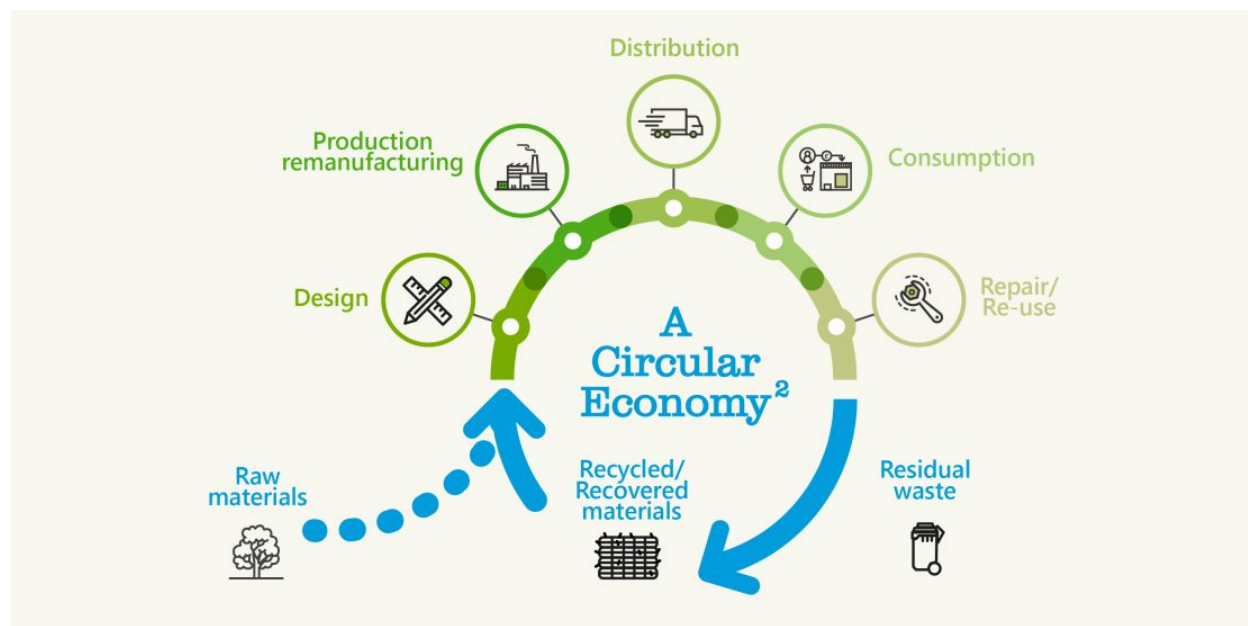 Distribution
Production
remanufacturing
Consumption
Design
Repair/
Re-use
A
Circular
Economy²
Raw
materials
Recycled/
Recovered
materials
Residual
waste